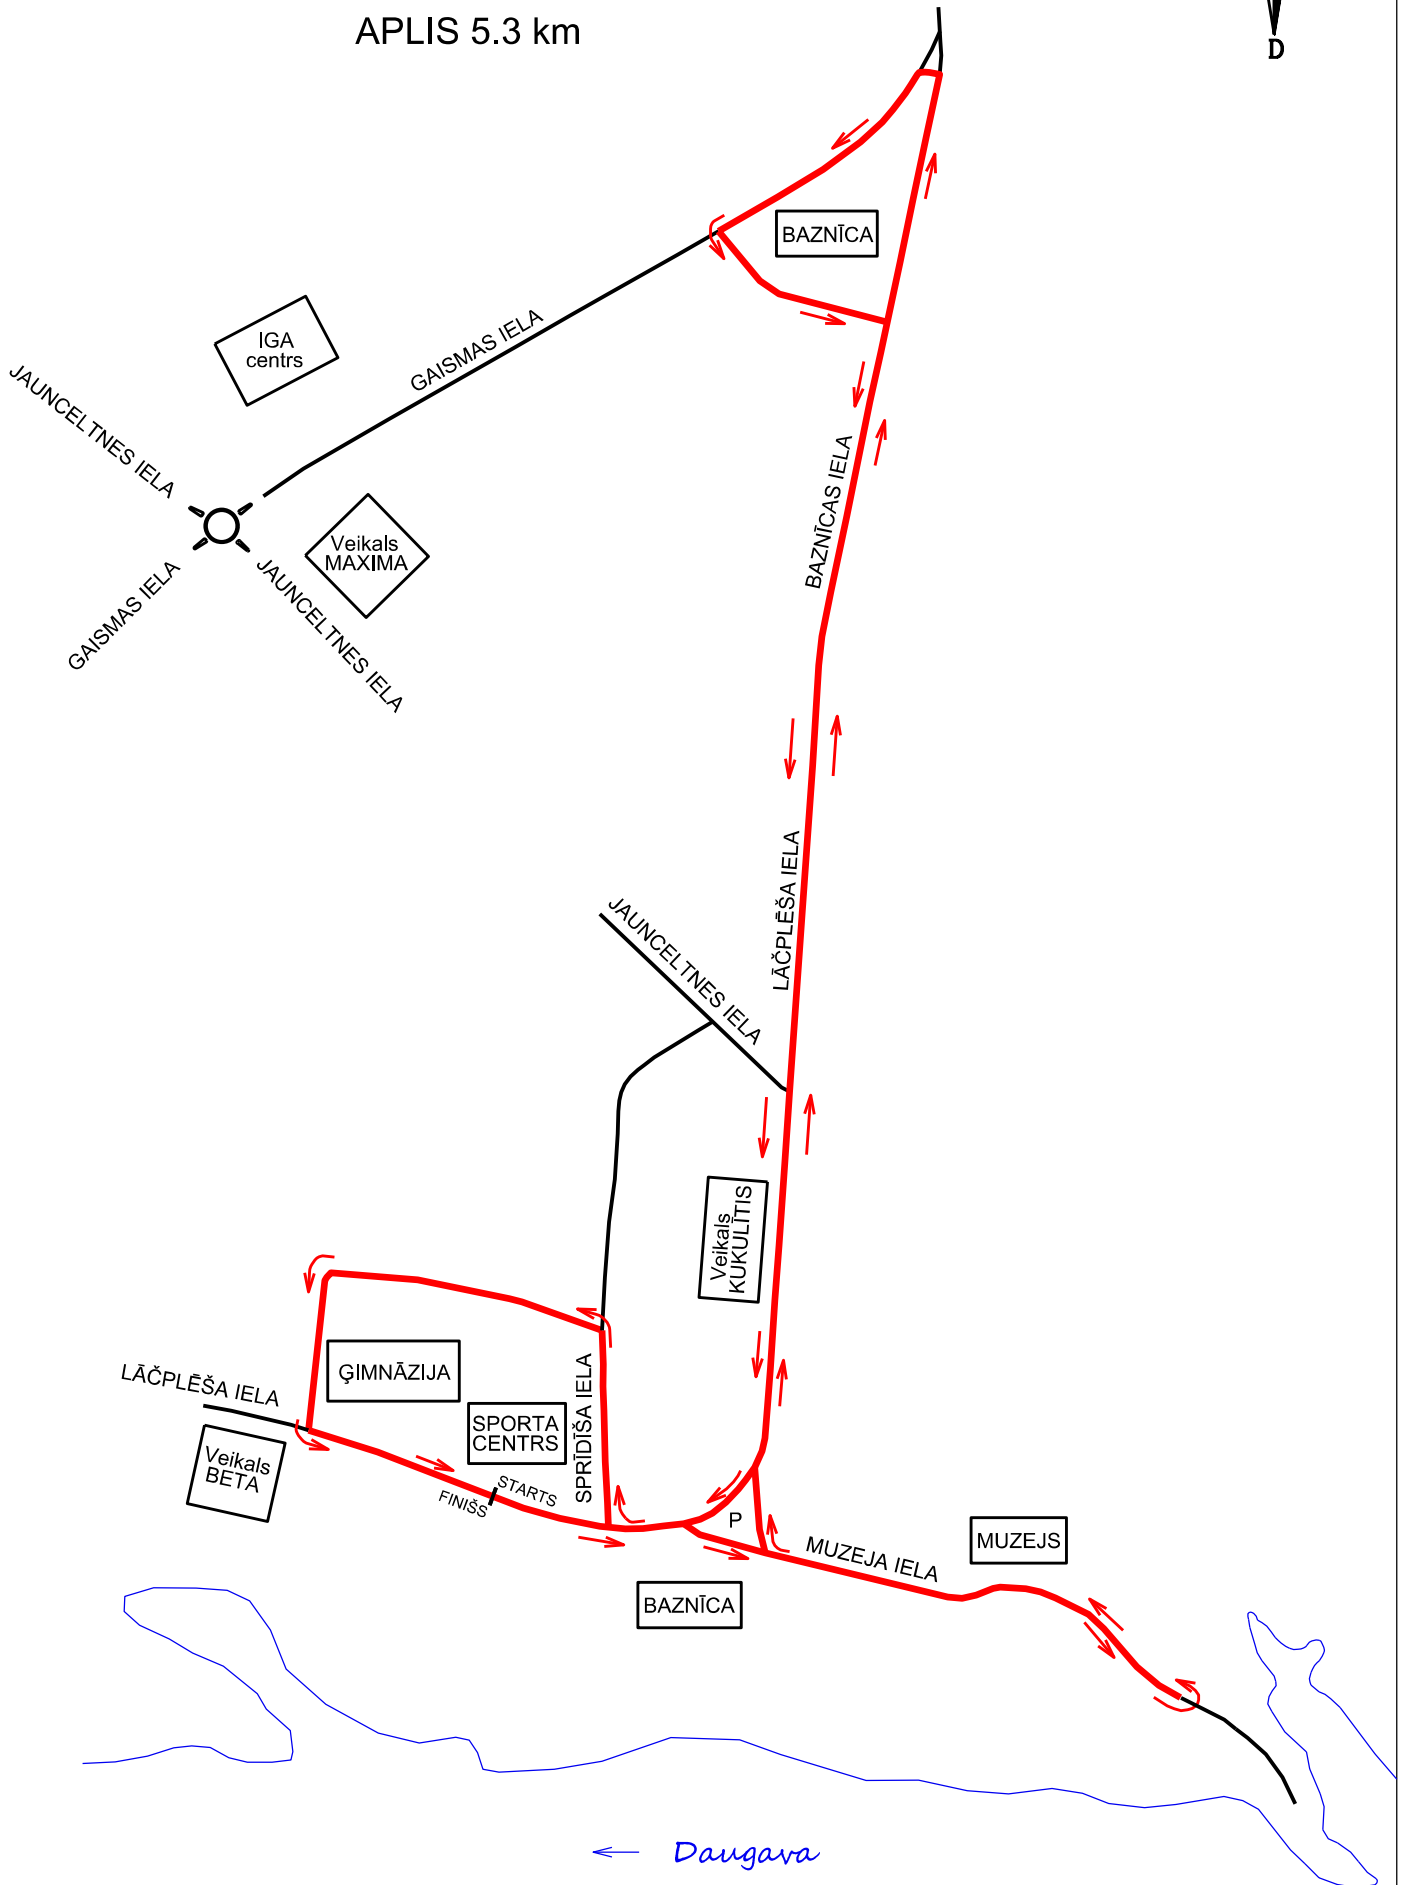 APLIS 5.3 km
D
BAZNĪCA
IGA
centrs
GAISMAS IELA
JAUNCELTNES IELA
Veikals
MAXIMA
BAZNĪCAS IELA
GAISMAS IELA
JAUNCELTNES IELA
LĀČPLĒŠA IELA
JAUNCELTNES IELA
Veikals
KUKULĪTIS
ĢIMNĀZIJA
LĀČPLĒŠA IELA
SPRĪDĪŠA IELA
SPORTA
CENTRS
Veikals
BETA
STARTS
FINIŠS
P
MUZEJA IELA
MUZEJS
BAZNĪCA
Daugava